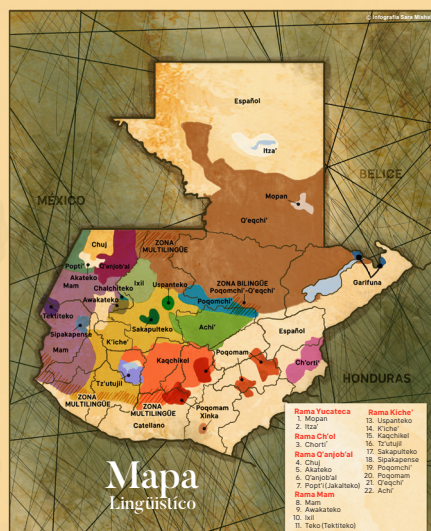 © Infografía Sara Mishel
Español
Itza'
BELICE
MÉXICO
Mopan
Q'eqchi'
Chuj
ZONA
MULTILINGÜE
Popti'
Q'anjob'al
Akateko
Mam
Chalchiteko
Ixil
Uspanteko
ZONA BILINGÜE
Poqomchi'-Q'eqchi'
Garifuna
Awakateko
Poqomchi'
Tektiteko
Sipakapense
Sakapulteko
Achi'
Español
Mam
K'iche'
Kaqchikel
Poqomam
Ch'orti'
Tz'utujil
HONDURAS
ZONA
MULTILINGÜE
ZONA
MULTILINGÜE
Poqomam
Xinka
Catellano
Mapa
Lingüístico
Rama Yucateca
1. Mopan
2. Itza'
Rama Ch'ol
3. Chorti'
Rama Q'anjob'al
4. Chuj
5. Akateko
6. Q'anjob'al
7. Popt'i (Jakalteko)
Rama Mam
8. Mam
9. Awakateko
10. Ixil
11. Teko (Tektiteko)
Rama Kiche'
13. Uspanteko
14. K'iche'
15. Kaqchikel
16. Tz'utujil
17. Sakapulteko
18. Sipakapense
19. Poqomchi'
20. Poqomam
21. Q'eqchi'
22. Achi'